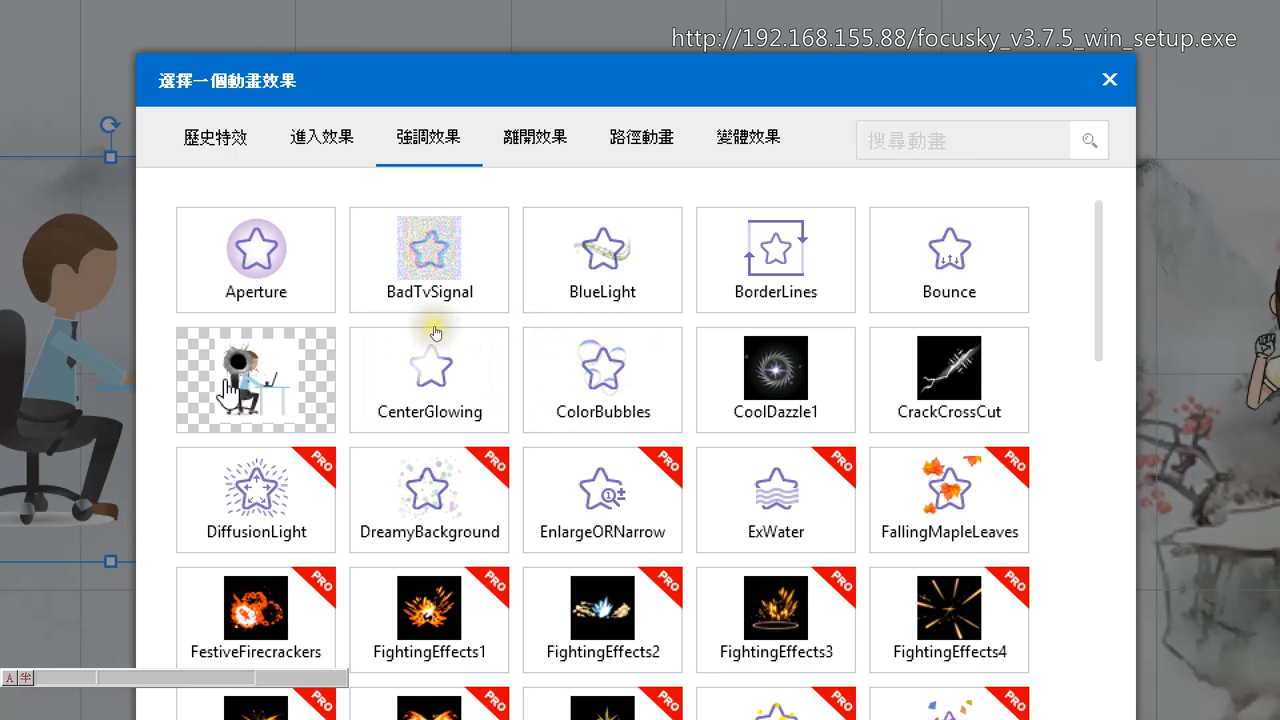 http://192.168.155.88/focusky_v3.7.5_win_setup.exe
選擇一個動畫效果
歷史特效 進入效果 強調效果 離開效果 路徑動畫 變體效果 搜尋動畫
Aperture BadTvSignal BlueLight BorderLines Bounce
CenterGlowing ColorBubbles CoolDazzle1 CrackCrossCut
PRO PRO PRO PRO PRO
DiffusionLight DreamyBackground EnlargeORNarrow ExWater FallingMapleLeaves
PRO PRO PRO PRO PRO
FestiveFirecrackers FightingEffects1 FightingEffects2 FightingEffects3 FightingEffects4
A 半
PRO PRO PRO PRO PRO